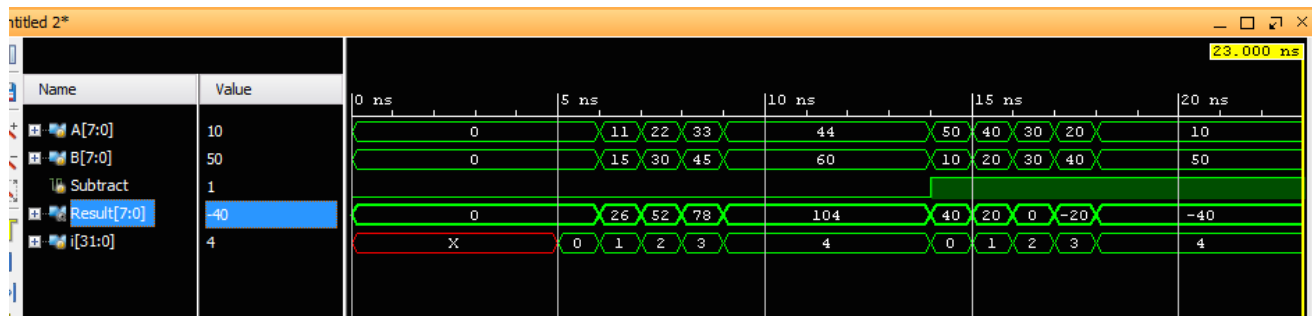 ntitled 2*
23.000 ns
Name Value
0 ns 5 ns 10 ns 15 ns 20 ns
A[7:0] 10 0 11 22 33 44 50 40 30 20 10
B[7:0] 50 0 15 30 45 60 10 20 30 40 50
Subtract 1
Result[7:0] -40 0 26 52 78 104 40 20 0 -20 -40
i[31:0] 4 X 0 1 2 3 4 0 1 2 3 4